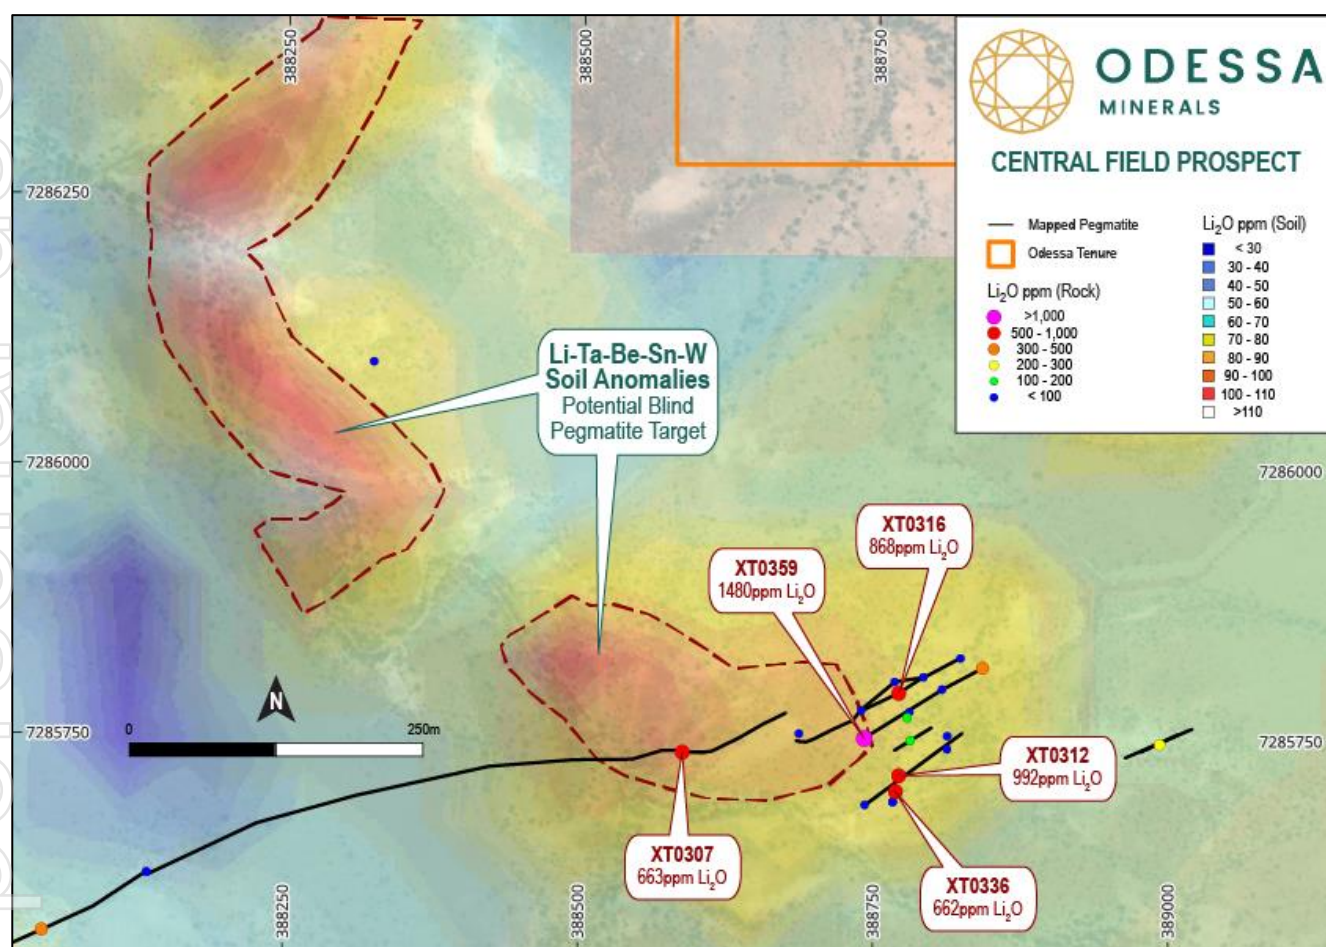 388250
388500
388750
ODESSA
MINERALS
CENTRAL FIELD PROSPECT
Mapped Pegmatite
Odessa Tenure
Li2O ppm (Rock)
>1,000
500 - 1,000
300 - 500
200 - 300
100 - 200
< 100
Li2O ppm (Soil)
< 30
30 - 40
40 - 50
50 - 60
60 - 70
70 - 80
80 - 90
90 - 100
100 - 110
>110
7286250
Li-Ta-Be-Sn-W
Soil Anomalies
Potential Blind
Pegmatite Target
7286000
7286000
XT0316
868ppm Li2O
XT0359
1480ppm Li2O
N
0
250m
7285750
7285750
XT0312
992ppm Li2O
XT0307
663ppm Li2O
XT0336
662ppm Li2O
388250
388500
388750
389000